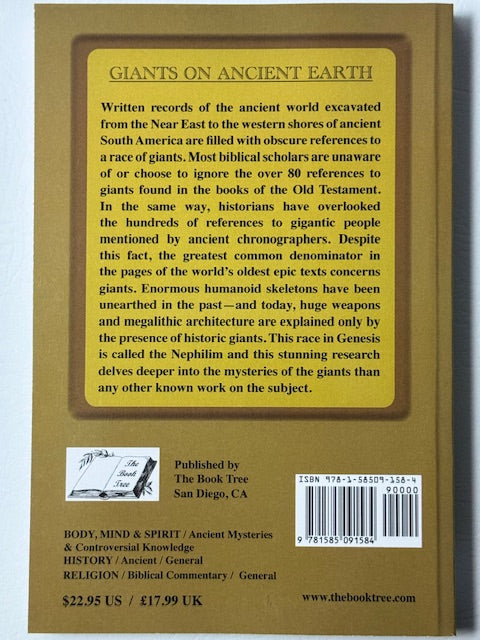 GIANTS ON ANCIENT EARTH
Written records of the ancient world excavated
from the Near East to the western shores of ancient
South America are filled with obscure references to
a race of giants. Most biblical scholars are unaware
of or choose to ignore the over 80 references to
giants found in the books of the Old Testament.
In the same way, historians have overlooked
the hundreds of references to gigantic people
mentioned by ancient chronographers. Despite
this fact, the greatest common denominator in
the pages of the world's oldest epic texts concerns
giants. Enormous humanoid skeletons have been
unearthed in the past—and today, huge weapons
and megalithic architecture are explained only by
the presence of historic giants. This race in Genesis
is called the Nephilim and this stunning research
delves deeper into the mysteries of the giants than
any other known work on the subject.
The
Book
Tree
Published by
The Book Tree
San Diego, CA
ISBN 978-1-58509-158-4
90000
9 781585 091584
BODY, MIND & SPIRIT / Ancient Mysteries
& Controversial Knowledge
HISTORY / Ancient / General
RELIGION / Biblical Commentary / General
$22.95 US / £17.99 UK
www.thebooktree.com